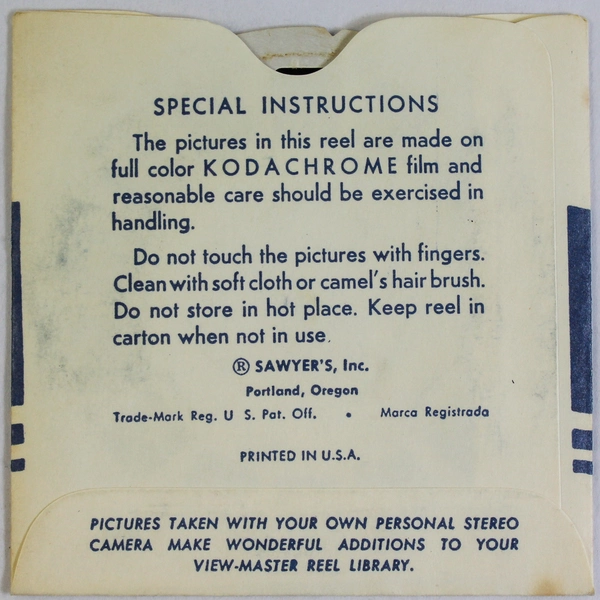 SPECIAL INSTRUCTIONS
The pictures in this reel are made on
full color KODACHROME film and
reasonable care should be exercised in
handling.
Do not touch the pictures with fingers.
Clean with soft cloth or camel's hair brush.
Do not store in hot place. Keep reel in
carton when not in use.
® SAWYER'S, Inc.
Portland, Oregon
Trade-Mark Reg. U S. Pat. Off. • Marca Registrada
PRINTED IN U.S.A.
PICTURES TAKEN WITH YOUR OWN PERSONAL STEREO
CAMERA MAKE WONDERFUL ADDITIONS TO YOUR
VIEW-MASTER REEL LIBRARY.